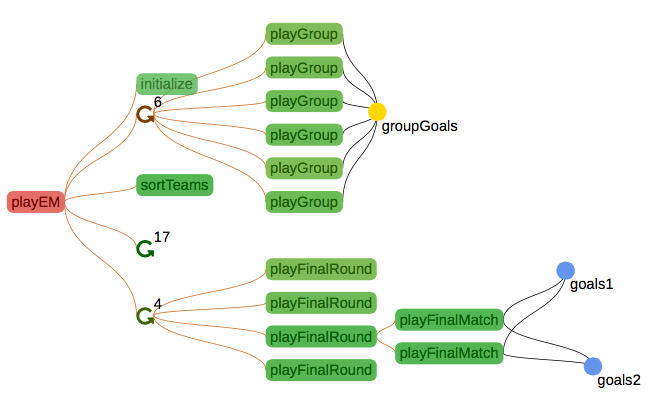 playGroup
playGroup
initialize
6
playGroup
groupGoals
playGroup
playGroup
sortTeams
playEM
playGroup
17
playFinalRound
goals1
4
playFinalRound
playFinalMatch
playFinalRound
playFinalMatch
playFinalRound
goals2